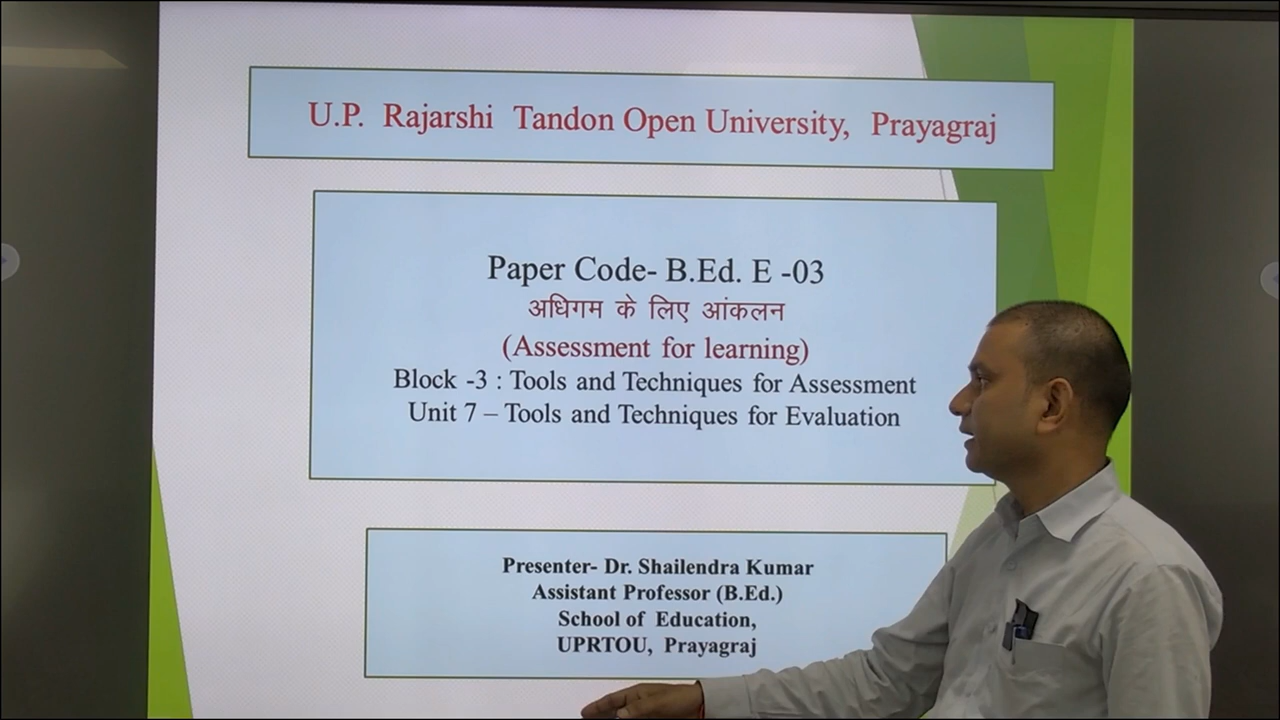 U.P. Rajarshi Tandon Open University, Prayagraj
Paper Code- B.Ed. E -03
अधिगम के लिए आंकलन
(Assessment for learning)
Block -3 : Tools and Techniques for Assessment
Unit 7 – Tools and Techniques for Evaluation
Presenter- Dr. Shailendra Kumar
Assistant Professor (B.Ed.)
School of Education,
UPRTOU, Prayagraj